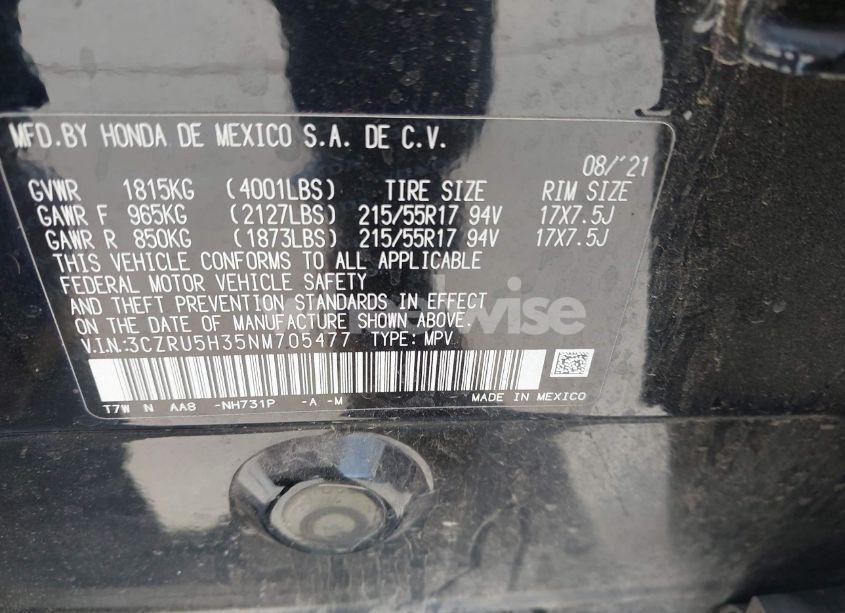 MFD.BY HONDA DE MEXICO S.A. DE C.V.
08/'21
GVWR 1815KG (4001LBS) TIRE SIZE RIM SIZE
GAWR F 965KG (2127LBS) 215/55R17 94V 17X7.5J
GAWR R 850KG (1873LBS) 215/55R17 94V 17X7.5J
THIS VEHICLE CONFORMS TO ALL APPLICABLE
FEDERAL MOTOR VEHICLE SAFETY
AND THEFT PREVENTION STANDARDS IN EFFECT
ON THE DATE OF MANUFACTURE SHOWN ABOVE.
V.I.N:3CZRU5H35NM705477 TYPE: MPV
T7W N AA8 -NH731P -A -M - - - MADE IN MEXICO